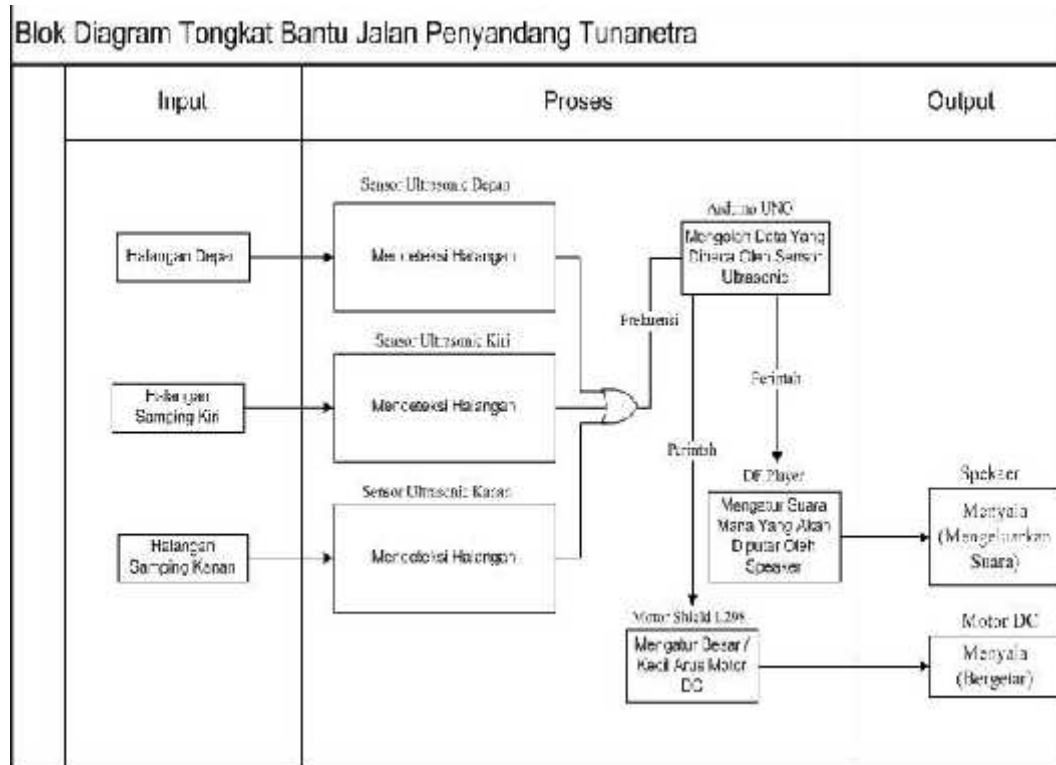 Blok Diagram Tongkat Bantu Jalan Penyandang Tunanetra
Input
Proses
Output
Sensor Ultrasonic Depan
Halangan Depan
Mendeteksi Halangan
Arduino UNO
Mengolah Data Yang
Dibaca Oleh Sensor
Ultrasonic
Frekuensi
Sensor Ultrasonic Kiri
Halangan
Samping Kiri
Mendeteksi Halangan
Perintah
Perintah
Sensor Ultrasonic Kanan
Halangan
Samping Kanan
Mendeteksi Halangan
DF Player
Mengatur Suara
Mana Yang Akan
Diputar Oleh
Speaker
Spekaer
Menyala
(Mengeluarkan
Suara)
Motor Shield L298
Mengatur Besar /
Kecil Arus Motor
DC
Motor DC
Menyala
(Bergetar)